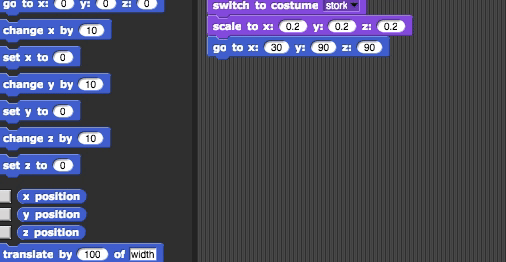 go to x: 0 y: 0 z: 0
change x by 10
set x to 0
change y by 10
set y to 0
change z by 10
set z to 0
x position
y position
z position
translate by 100 of width
switch to costume stork
scale to x: 0.2 y: 0.2 z: 0.2
go to x: 30 y: 90 z: 90